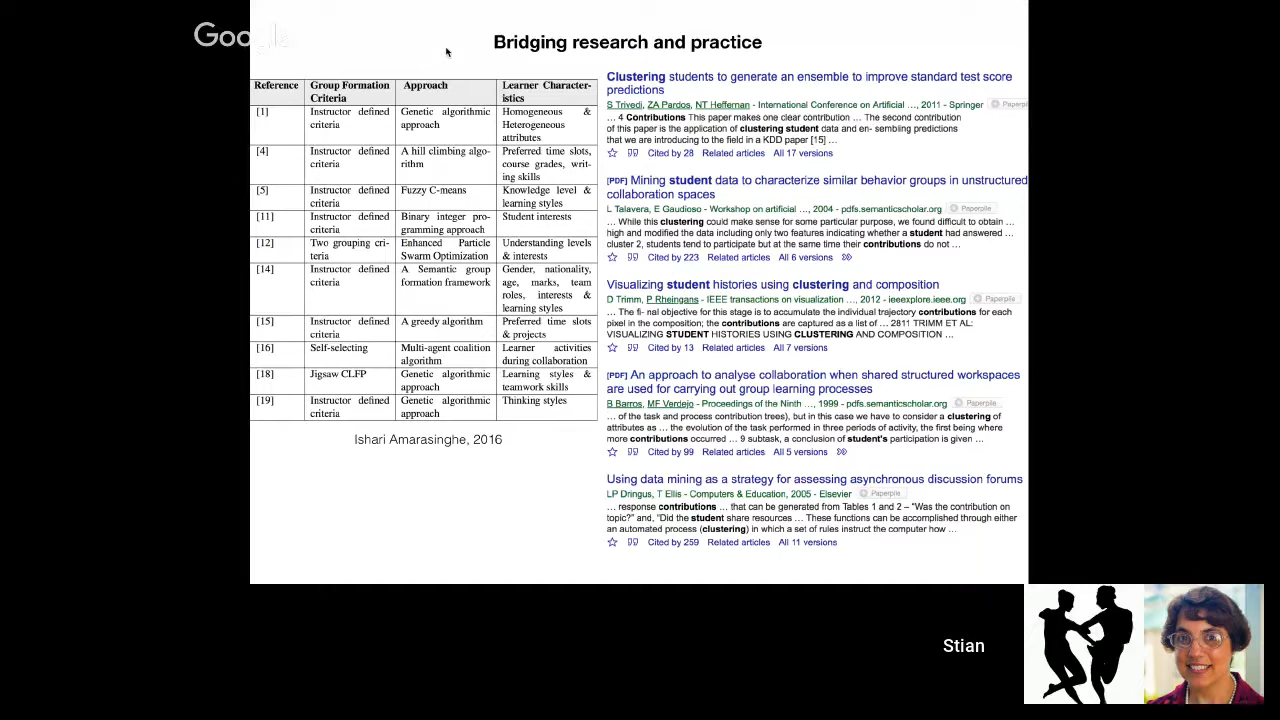 Google
Bridging research and practice
Reference Group Formation Criteria Approach Learner Character-istics
[1] Instructor defined criteria Genetic algorithmic approach Homogeneous & Heterogeneous attributes
[4] Instructor defined criteria A hill climbing algo-rithm Preferred time slots, course grades, writ-ing skills
[5] Instructor defined criteria Fuzzy C-means Knowledge level & learning styles
[11] Instructor defined criteria Binary integer pro-gramming approach Student interests
[12] Two grouping cri-teria Enhanced Particle Swarm Optimization Understanding levels & interests
[14] Instructor defined criteria A Semantic group formation framework Gender, nationality, age, marks, team roles, interests & learning styles
[15] Instructor defined criteria A greedy algorithm Preferred time slots & projects
[16] Self-selecting Multi-agent coalition algorithm Learner activities during collaboration
[18] Jigsaw CLFP Genetic algorithmic approach Learning styles & teamwork skills
[19] Instructor defined criteria Genetic algorithmic approach Thinking styles
Ishari Amarasinghe, 2016
Clustering students to generate an ensemble to improve standard test score
predictions
S Trivedi, ZA Pardos, NT Heffernan - International Conference on Artificial …, 2011 - Springer Paperpi
… 4 Contributions This paper makes one clear contribution … The second contribution
of this paper is the application of clustering student data and en- sembling predictions
that we are introducing to the field in a KDD paper [15] …
Cited by 28 Related articles All 17 versions
[PDF] Mining student data to characterize similar behavior groups in unstructured
collaboration spaces
L Talavera, E Gaudioso - Workshop on artificial …, 2004 - pdfs.semanticscholar.org Paperpile
… While this clustering could make sense for some particular purpose, we found difficult to obtain …
high and modified the data including only two features indicating whether a student had answered …
cluster 2, students tend to participate but at the same time their contributions do not …
Cited by 223 Related articles All 6 versions
Visualizing student histories using clustering and composition
D Trimm, P Rheingans - IEEE transactions on visualization …, 2012 - ieeexplore.ieee.org Paperpile
… The fi- nal objective for this stage is to accumulate the individual trajectory contributions for each
pixel in the composition; the contributions are captured as a list of … 2811 TRIMM ET AL:
VISUALIZING STUDENT HISTORIES USING CLUSTERING AND COMPOSITION …
Cited by 13 Related articles All 7 versions
[PDF] An approach to analyse collaboration when shared structured workspaces
are used for carrying out group learning processes
B Barros, MF Verdejo - Proceedings of the Ninth …, 1999 - pdfs.semanticscholar.org Paperpile
… of the task and process contribution trees), but in this case we have to consider a clustering of
attributes as … the evolution of the task performed in three periods of activity, the first being where
more contributions occurred … 9 subtask, a conclusion of student's participation is given …
Cited by 99 Related articles All 5 versions
Using data mining as a strategy for assessing asynchronous discussion forums
LP Dringus, T Ellis - Computers & Education, 2005 - Elsevier Paperpile
… response contributions … that can be generated from Tables 1 and 2 – "Was the contribution on
topic?" and, "Did the student share resources … These functions can be accomplished through either
an automated process (clustering) in which a set of rules instruct the computer how …
Cited by 259 Related articles All 11 versions
Stian